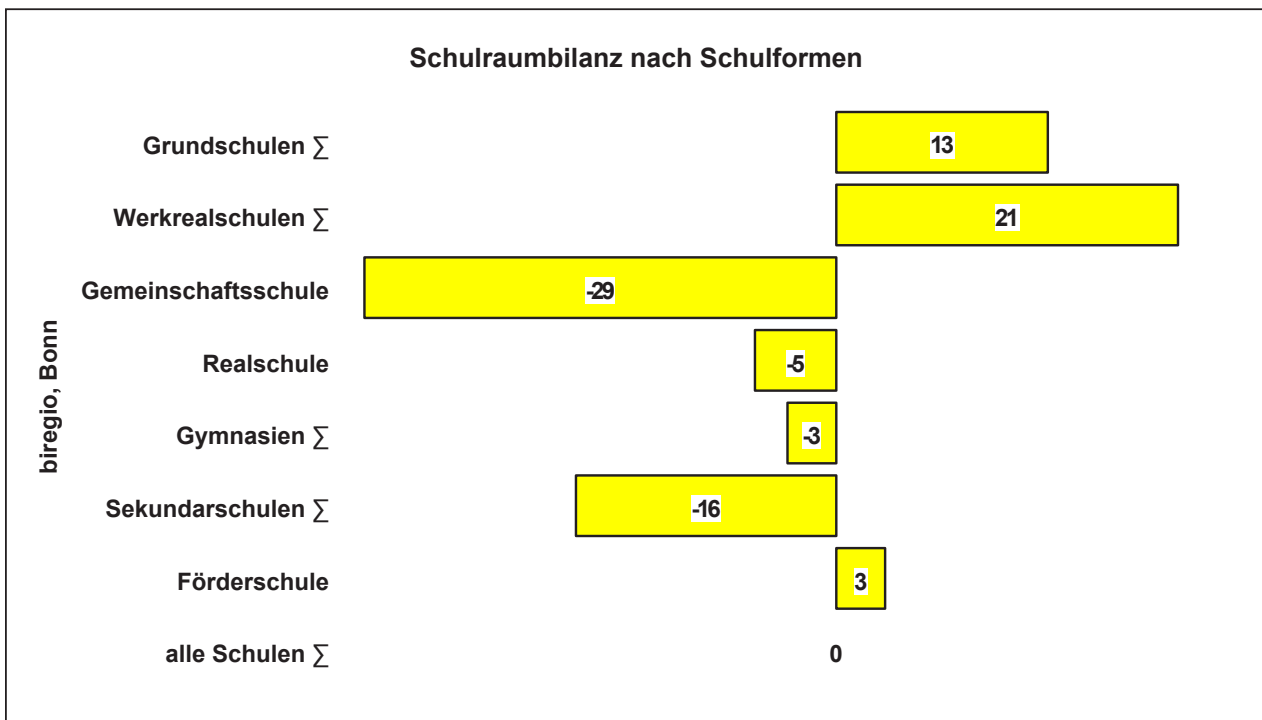 Schulraumbilanz nach Schulformen
Grundschulen ∑
13
Werkrealschulen ∑
21
Gemeinschaftsschule
-29
Realschule
-5
Gymnasien ∑
-3
Sekundarschulen ∑
-16
Förderschule
3
alle Schulen ∑
0
biregio, Bonn